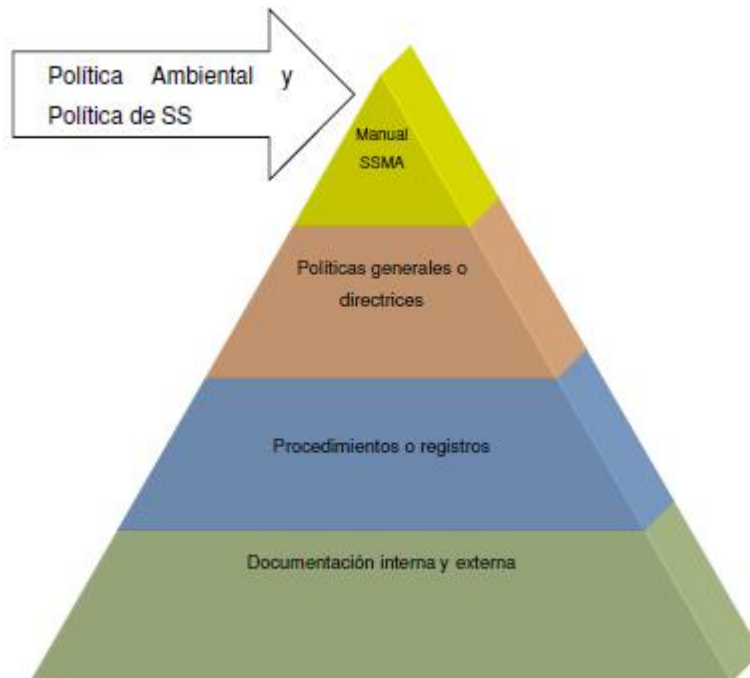 Política Ambiental y
Política de SS
Manual
SSMA
Políticas generales o
directrices
Procedimientos o registros
Documentación interna y externa